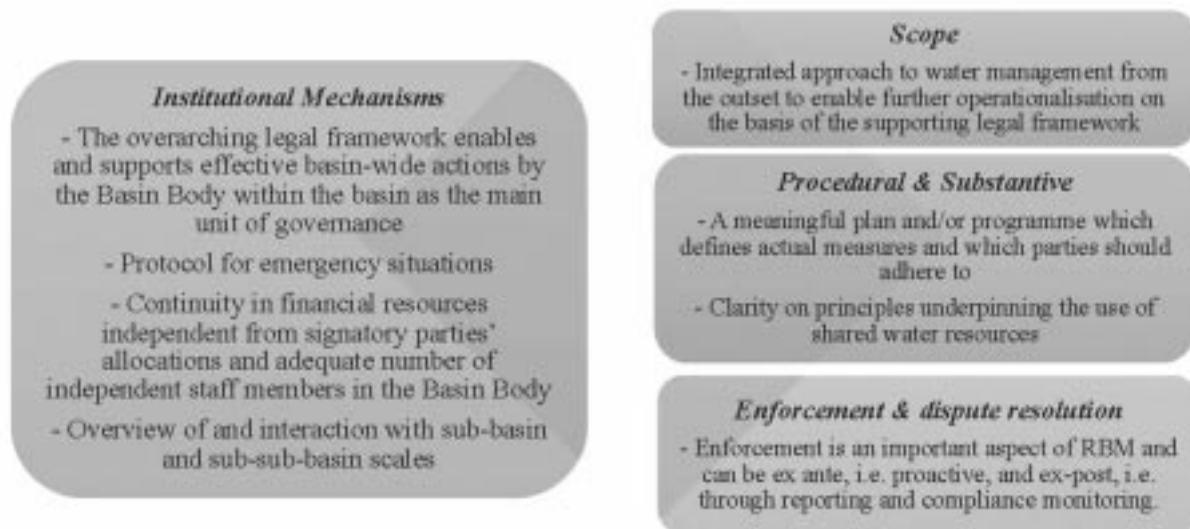 Institutional Mechanisms
- The overarching legal framework enables
and supports effective basin-wide actions by
the Basin Body within the basin as the main
unit of governance
- Protocol for emergency situations
- Continuity in financial resources
independent from signatory parties'
allocations and adequate number of
independent staff members in the Basin Body
- Overview of and interaction with sub-basin
and sub-sub-basin scales
Scope
- Integrated approach to water management from
the outset to enable further operationalisation on
the basis of the supporting legal framework
Procedural & Substantive
- A meaningful plan and/or programme which
defines actual measures and which parties should
adhere to
- Clarity on principles underpinning the use of
shared water resources
Enforcement & dispute resolution
- Enforcement is an important aspect of RBM and
can be ex ante, i.e. proactive, and ex-post, i.e.
through reporting and compliance monitoring.